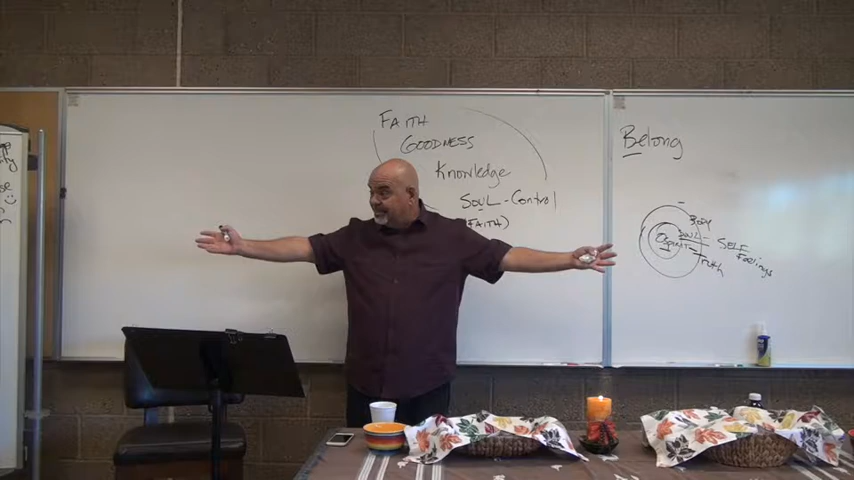 FAITH
GOODNESS
Knowledge
SOUL-Control
(FAITH)
Belong
BODY
SOUL
SPIRIT
SELF
Feelings
Truth